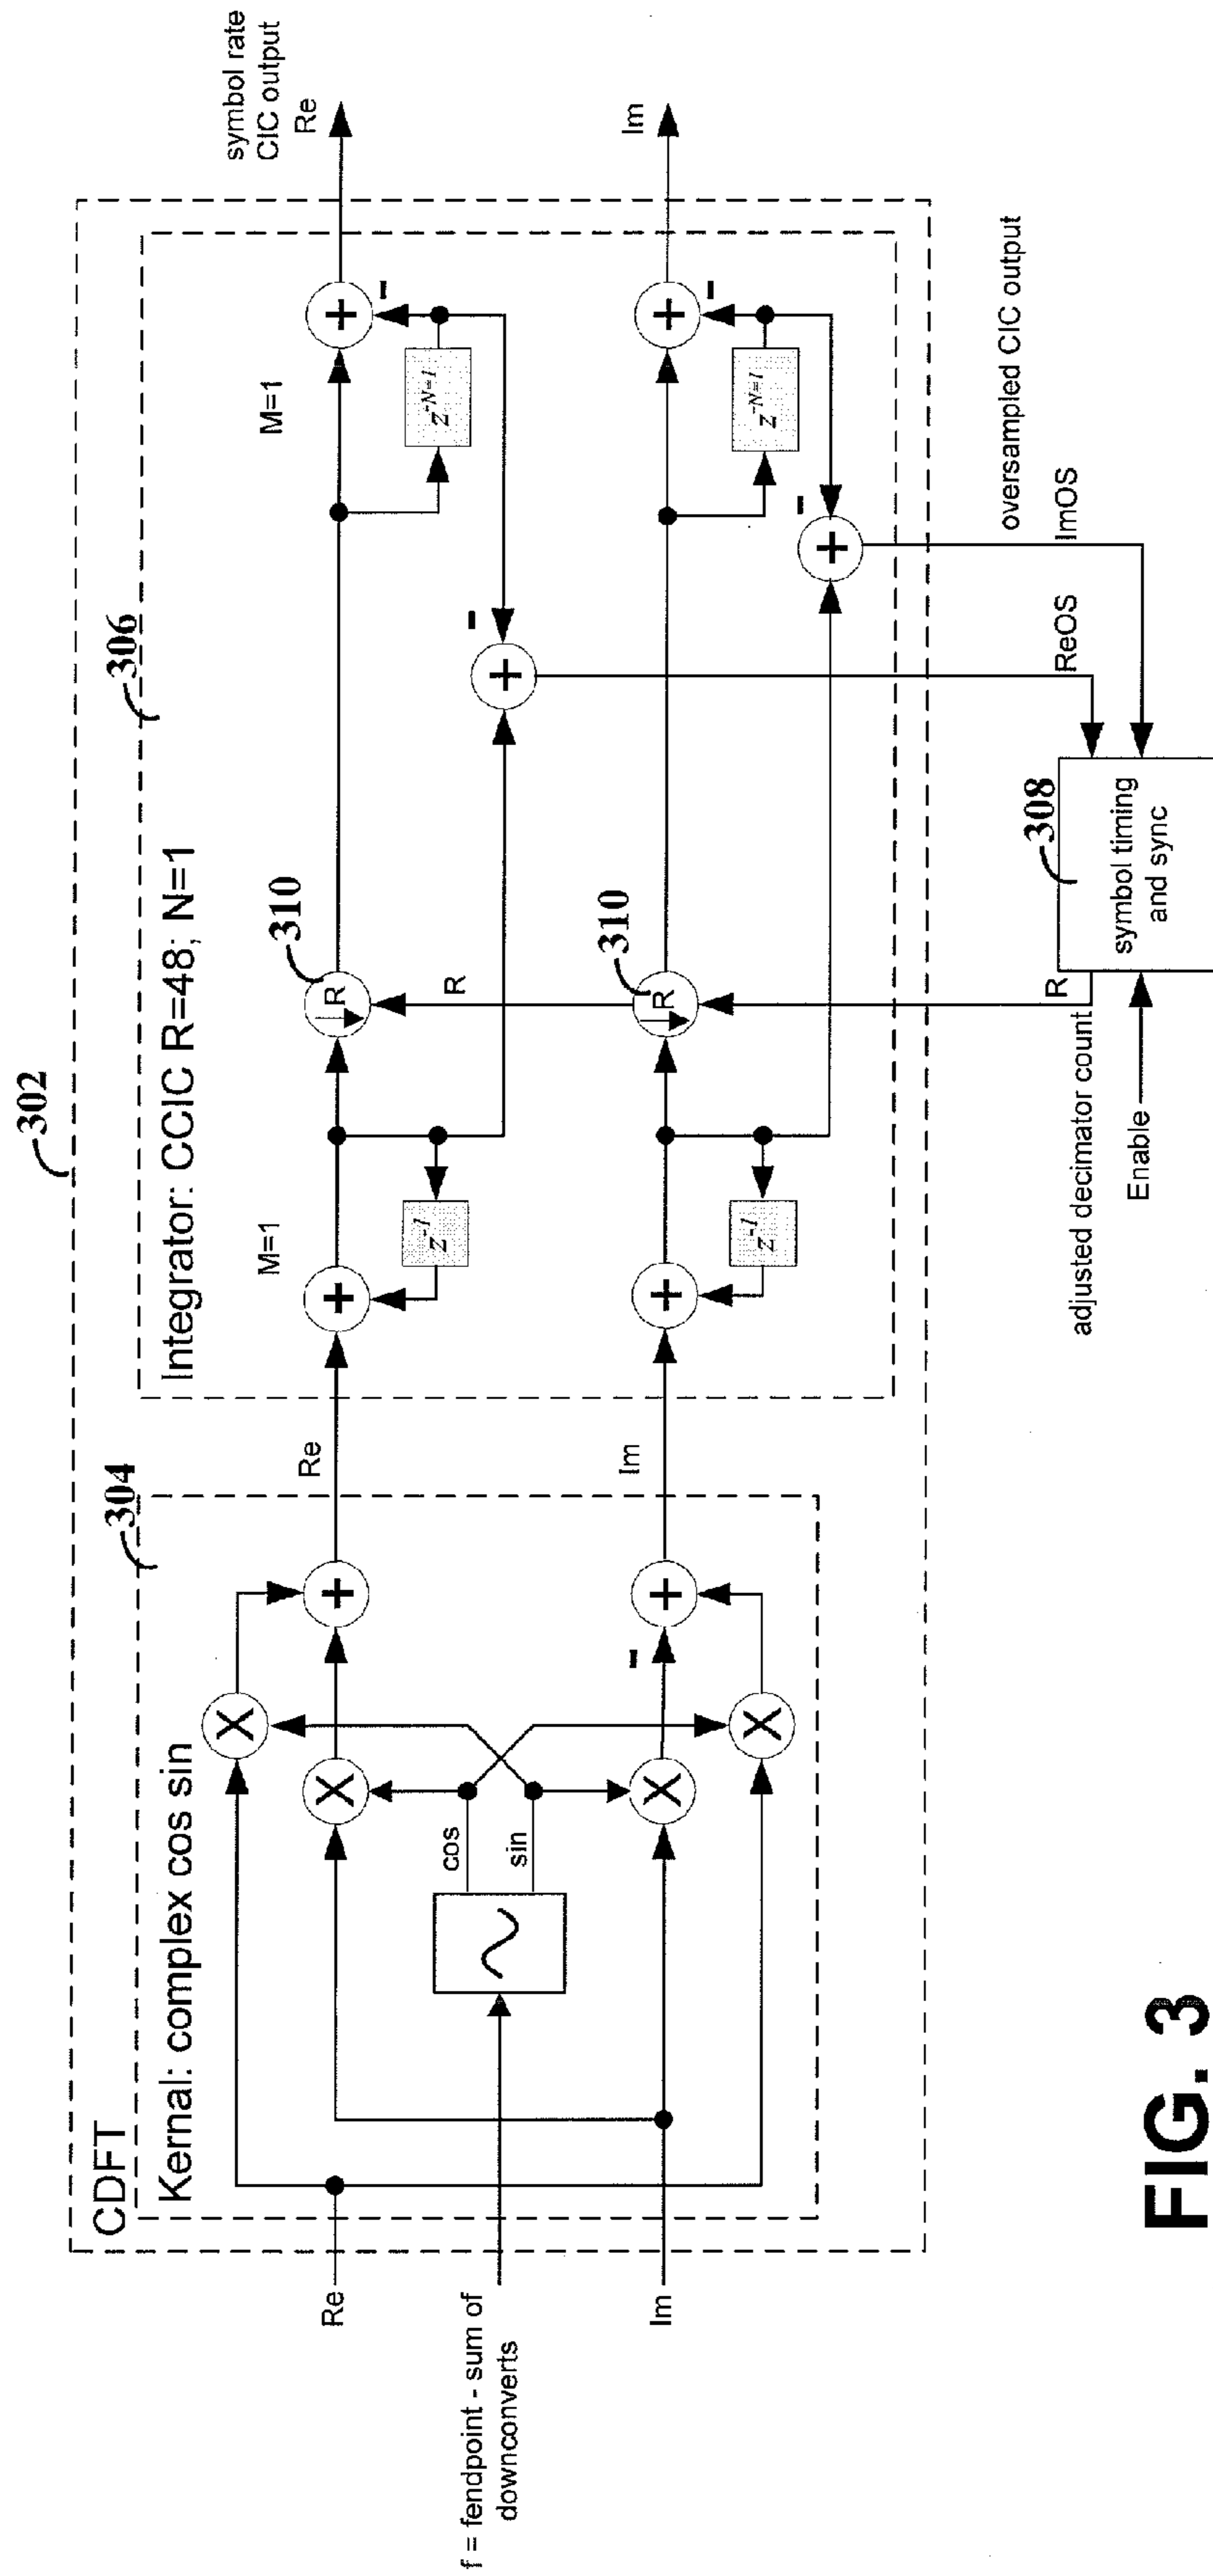 302
CDFT
304
Kernal: complex cos sin
Re
f = fendpoint - sum of
downconverts
Im
cos
sin
X
X
X
X
+
+
-
Re
Im
306
Integrator: CCIC R=48; N=1
M=1
+
z^-1
+
z^-1
310
R
R
310
R
M=1
+
-
z^-N=1
+
-
+
-
z^-N=1
+
-
symbol rate
CIC output
Re
Im
oversampled CIC output
ReOS
ImOS
308
symbol timing
and sync
R
adjusted decimator count
Enable
FIG. 3